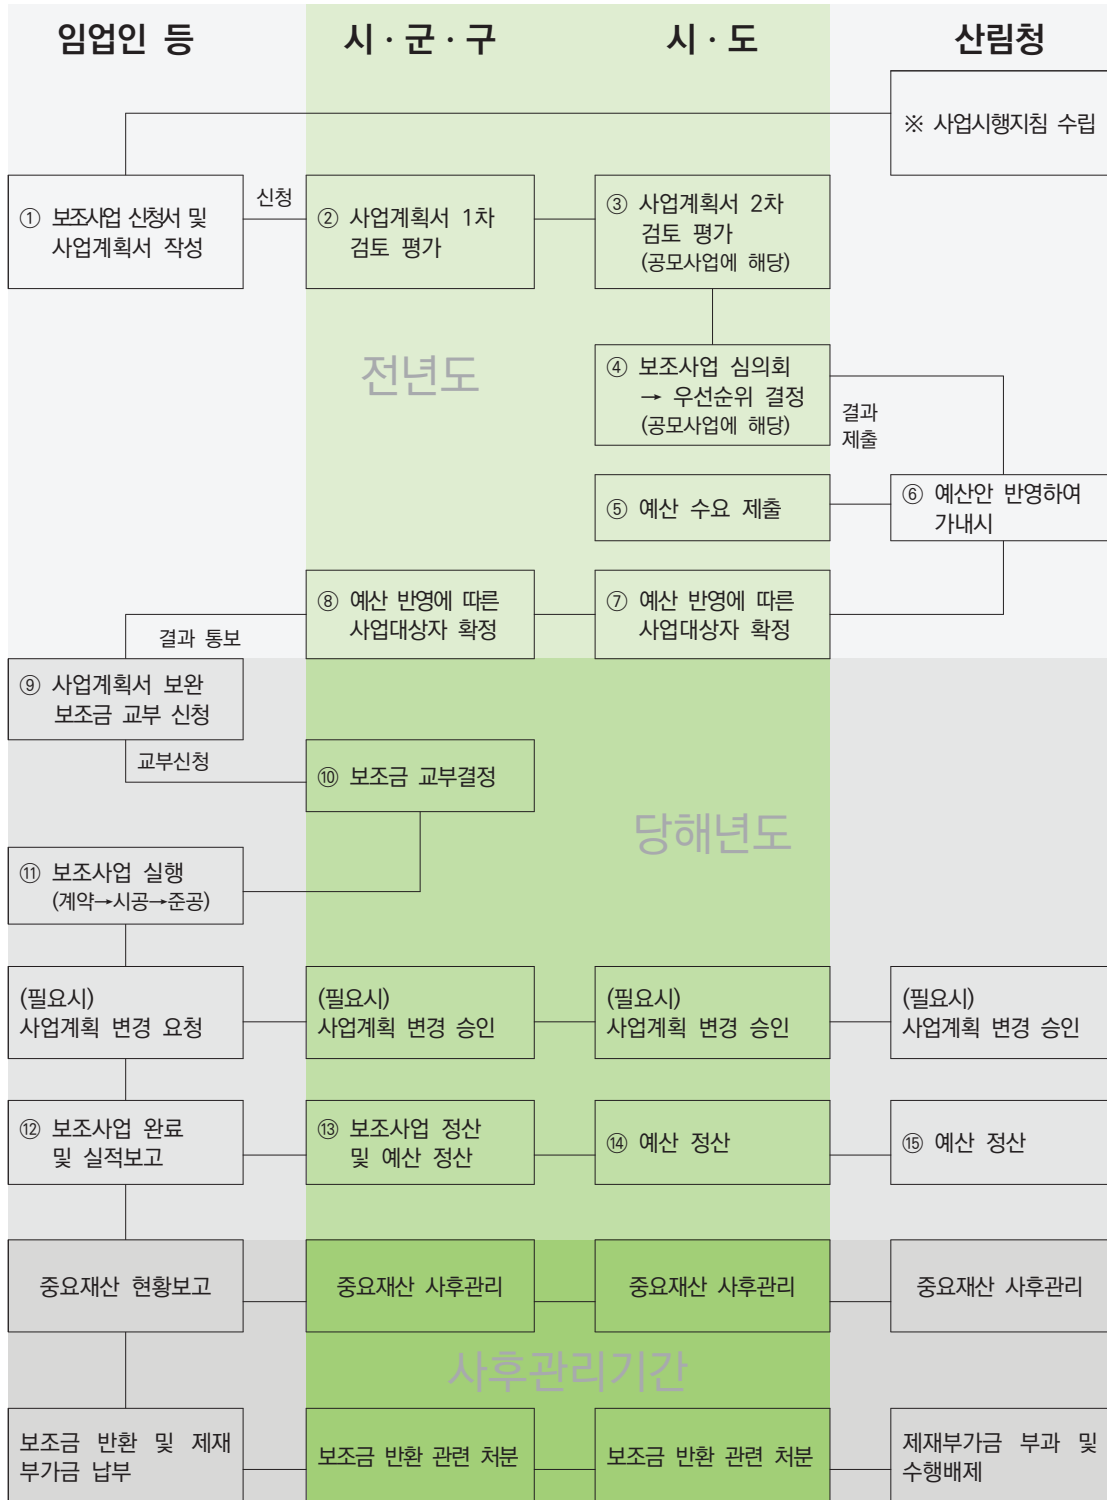 임업인 등
시 · 군 · 구
시 · 도
산림청
※ 사업시행지침 수립
① 보조사업 신청서 및
사업계획서 작성
신청
② 사업계획서 1차
검토 평가
③ 사업계획서 2차
검토 평가
(공모사업에 해당)
전년도
④ 보조사업 심의회
→ 우선순위 결정
(공모사업에 해당)
결과
제출
⑤ 예산 수요 제출
⑥ 예산안 반영하여
가내시
⑧ 예산 반영에 따른
사업대상자 확정
⑦ 예산 반영에 따른
사업대상자 확정
결과 통보
⑨ 사업계획서 보완
보조금 교부 신청
교부신청
⑩ 보조금 교부결정
당해년도
⑪ 보조사업 실행
(계약→시공→준공)
(필요시)
사업계획 변경 요청
(필요시)
사업계획 변경 승인
(필요시)
사업계획 변경 승인
(필요시)
사업계획 변경 승인
⑫ 보조사업 완료
및 실적보고
⑬ 보조사업 정산
및 예산 정산
⑭ 예산 정산
⑮ 예산 정산
중요재산 현황보고
중요재산 사후관리
중요재산 사후관리
중요재산 사후관리
사후관리기간
보조금 반환 및 제재
부가금 납부
보조금 반환 관련 처분
보조금 반환 관련 처분
제재부가금 부과 및
수행배제